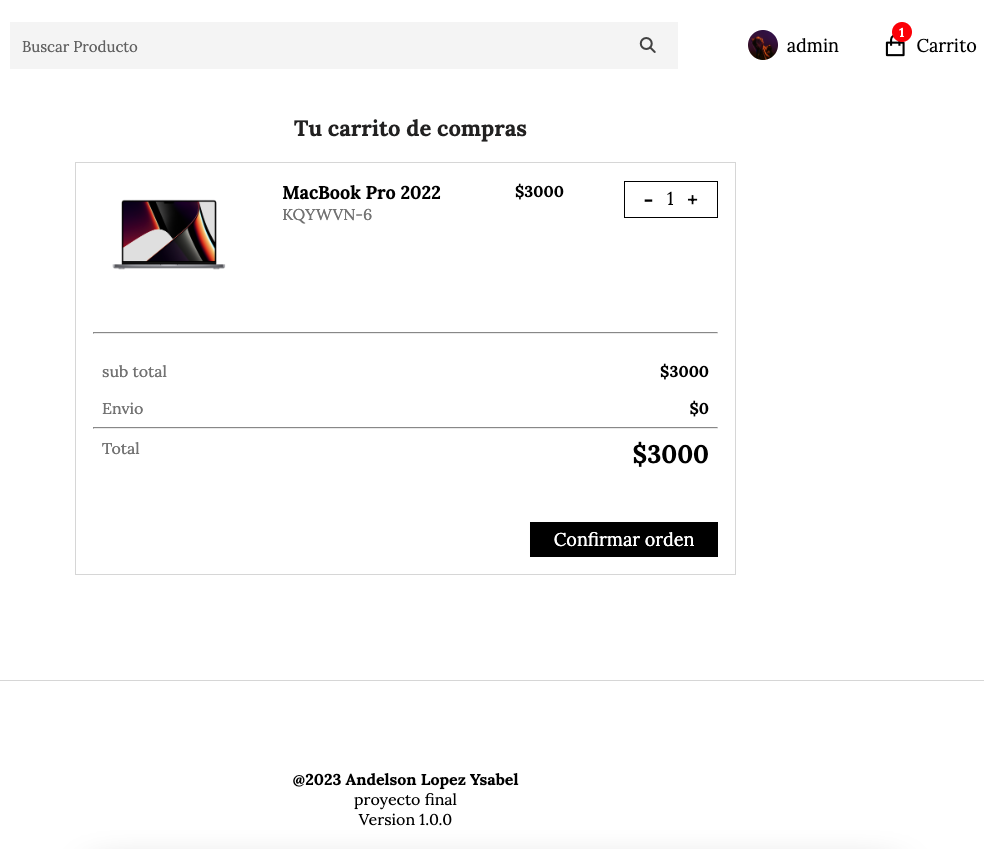 Buscar Producto
admin
1
Carrito
Tu carrito de compras
MacBook Pro 2022
$3000
- 1 +
KQYWVN-6
sub total
$3000
Envio
$0
Total
$3000
Confirmar orden
@2023 Andelson Lopez Ysabel
proyecto final
Version 1.0.0